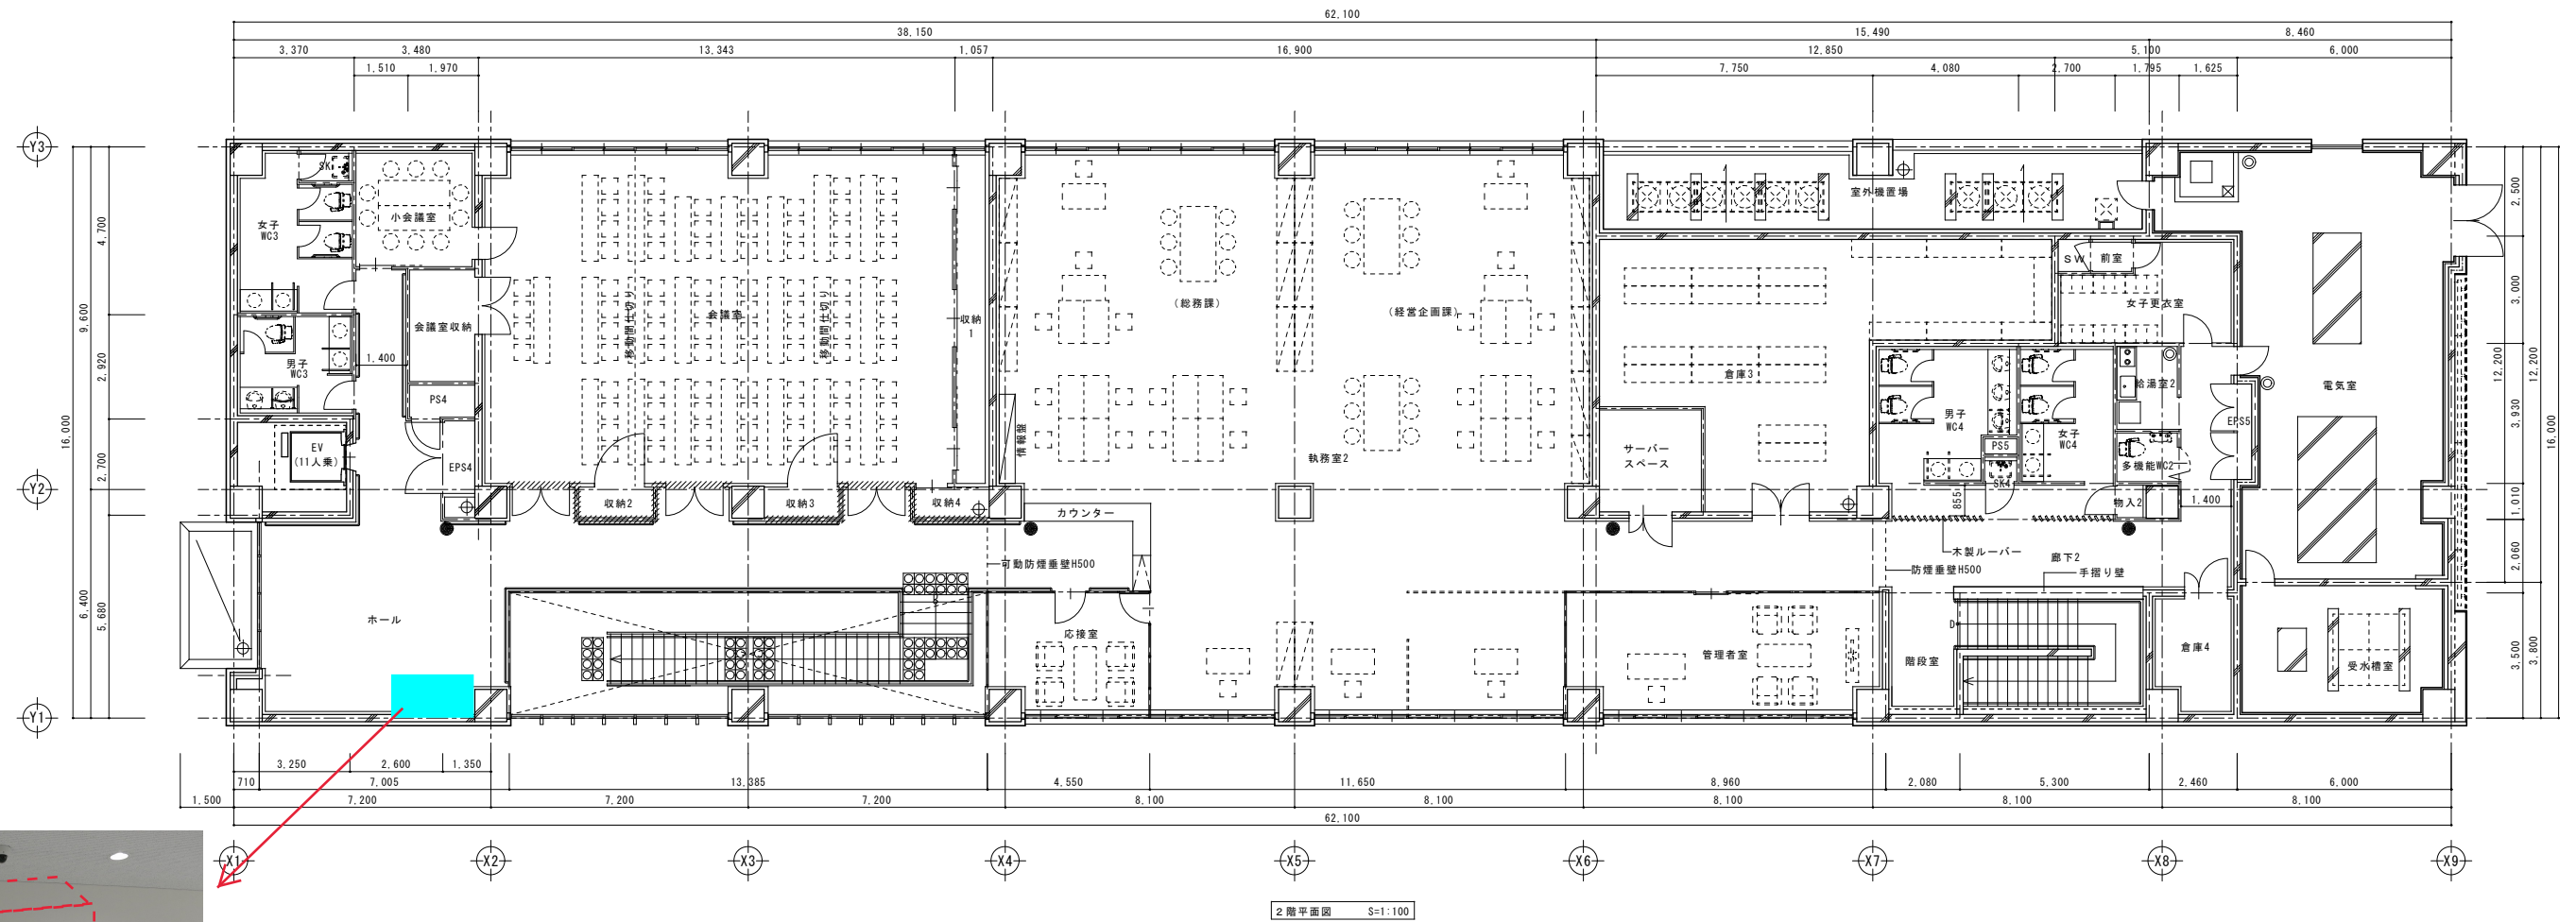 62,100
38,150
15,490
8,460
3,370
3,480
13,343
1,057
16,900
12,850
5,100
6,000
1,510
1,970
7,750
4,080
2,700
1,795
1,625
Y3
Y2
Y1
16,000
9,600
6,400
4,700
2,920
2,700
5,680
女子
WC3
SK
小会議室
会議室収納
男子
WC3
1,400
PS4
EV
(11人乗)
EPS4
移動間仕切り
会議室
移動間仕切り
収納
1
収納2
収納3
収納4
(総務課)
(経営企画課)
情報盤
執務室2
カウンター
室外機置場
倉庫3
サーバー
スペース
SW
前室
女子更衣室
男子
WC4
PS5
SK4
女子
WC4
給湯室2
多機能WC2
物入2
1,400
855
EPS5
電気室
ホール
可動防煙垂壁H500
応接室
管理者室
木製ルーバー
廊下2
防煙垂壁H500
手摺り壁
D
階段室
倉庫4
受水槽室
2,500
3,000
3,930
1,010
2,060
3,500
12,200
12,200
3,800
16,000
3,250
2,600
1,350
710
7,005
13,385
4,550
11,650
8,960
2,080
5,300
2,460
6,000
1,500
7,200
7,200
7,200
8,100
8,100
8,100
8,100
8,100
62,100
X1
X2
X3
X4
X5
X6
X7
X8
X9
2階平面図 S=1:100